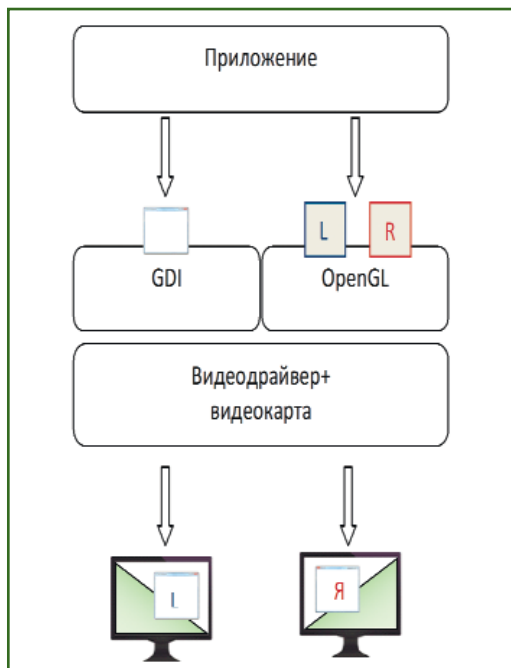 Приложение
L
R
GDI
OpenGL
Видеодрайвер+
видеокарта
L
Я